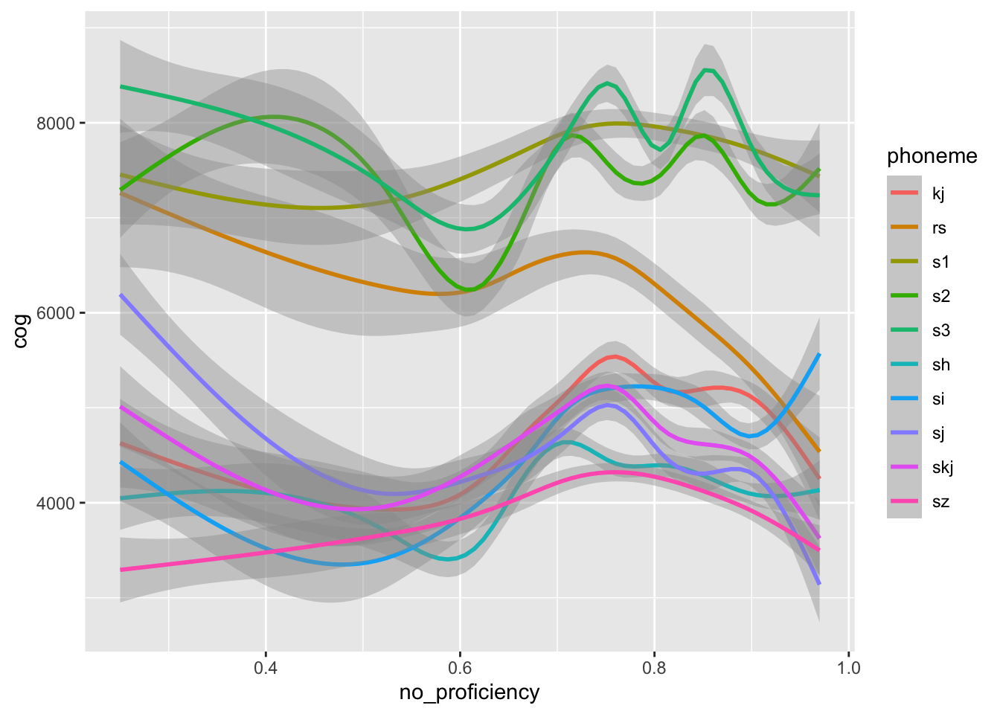 8000
6000
4000
cog
0.4 0.6 0.8 1.0
no_proficiency
phoneme
kj
rs
s1
s2
s3
sh
si
sj
skj
sz